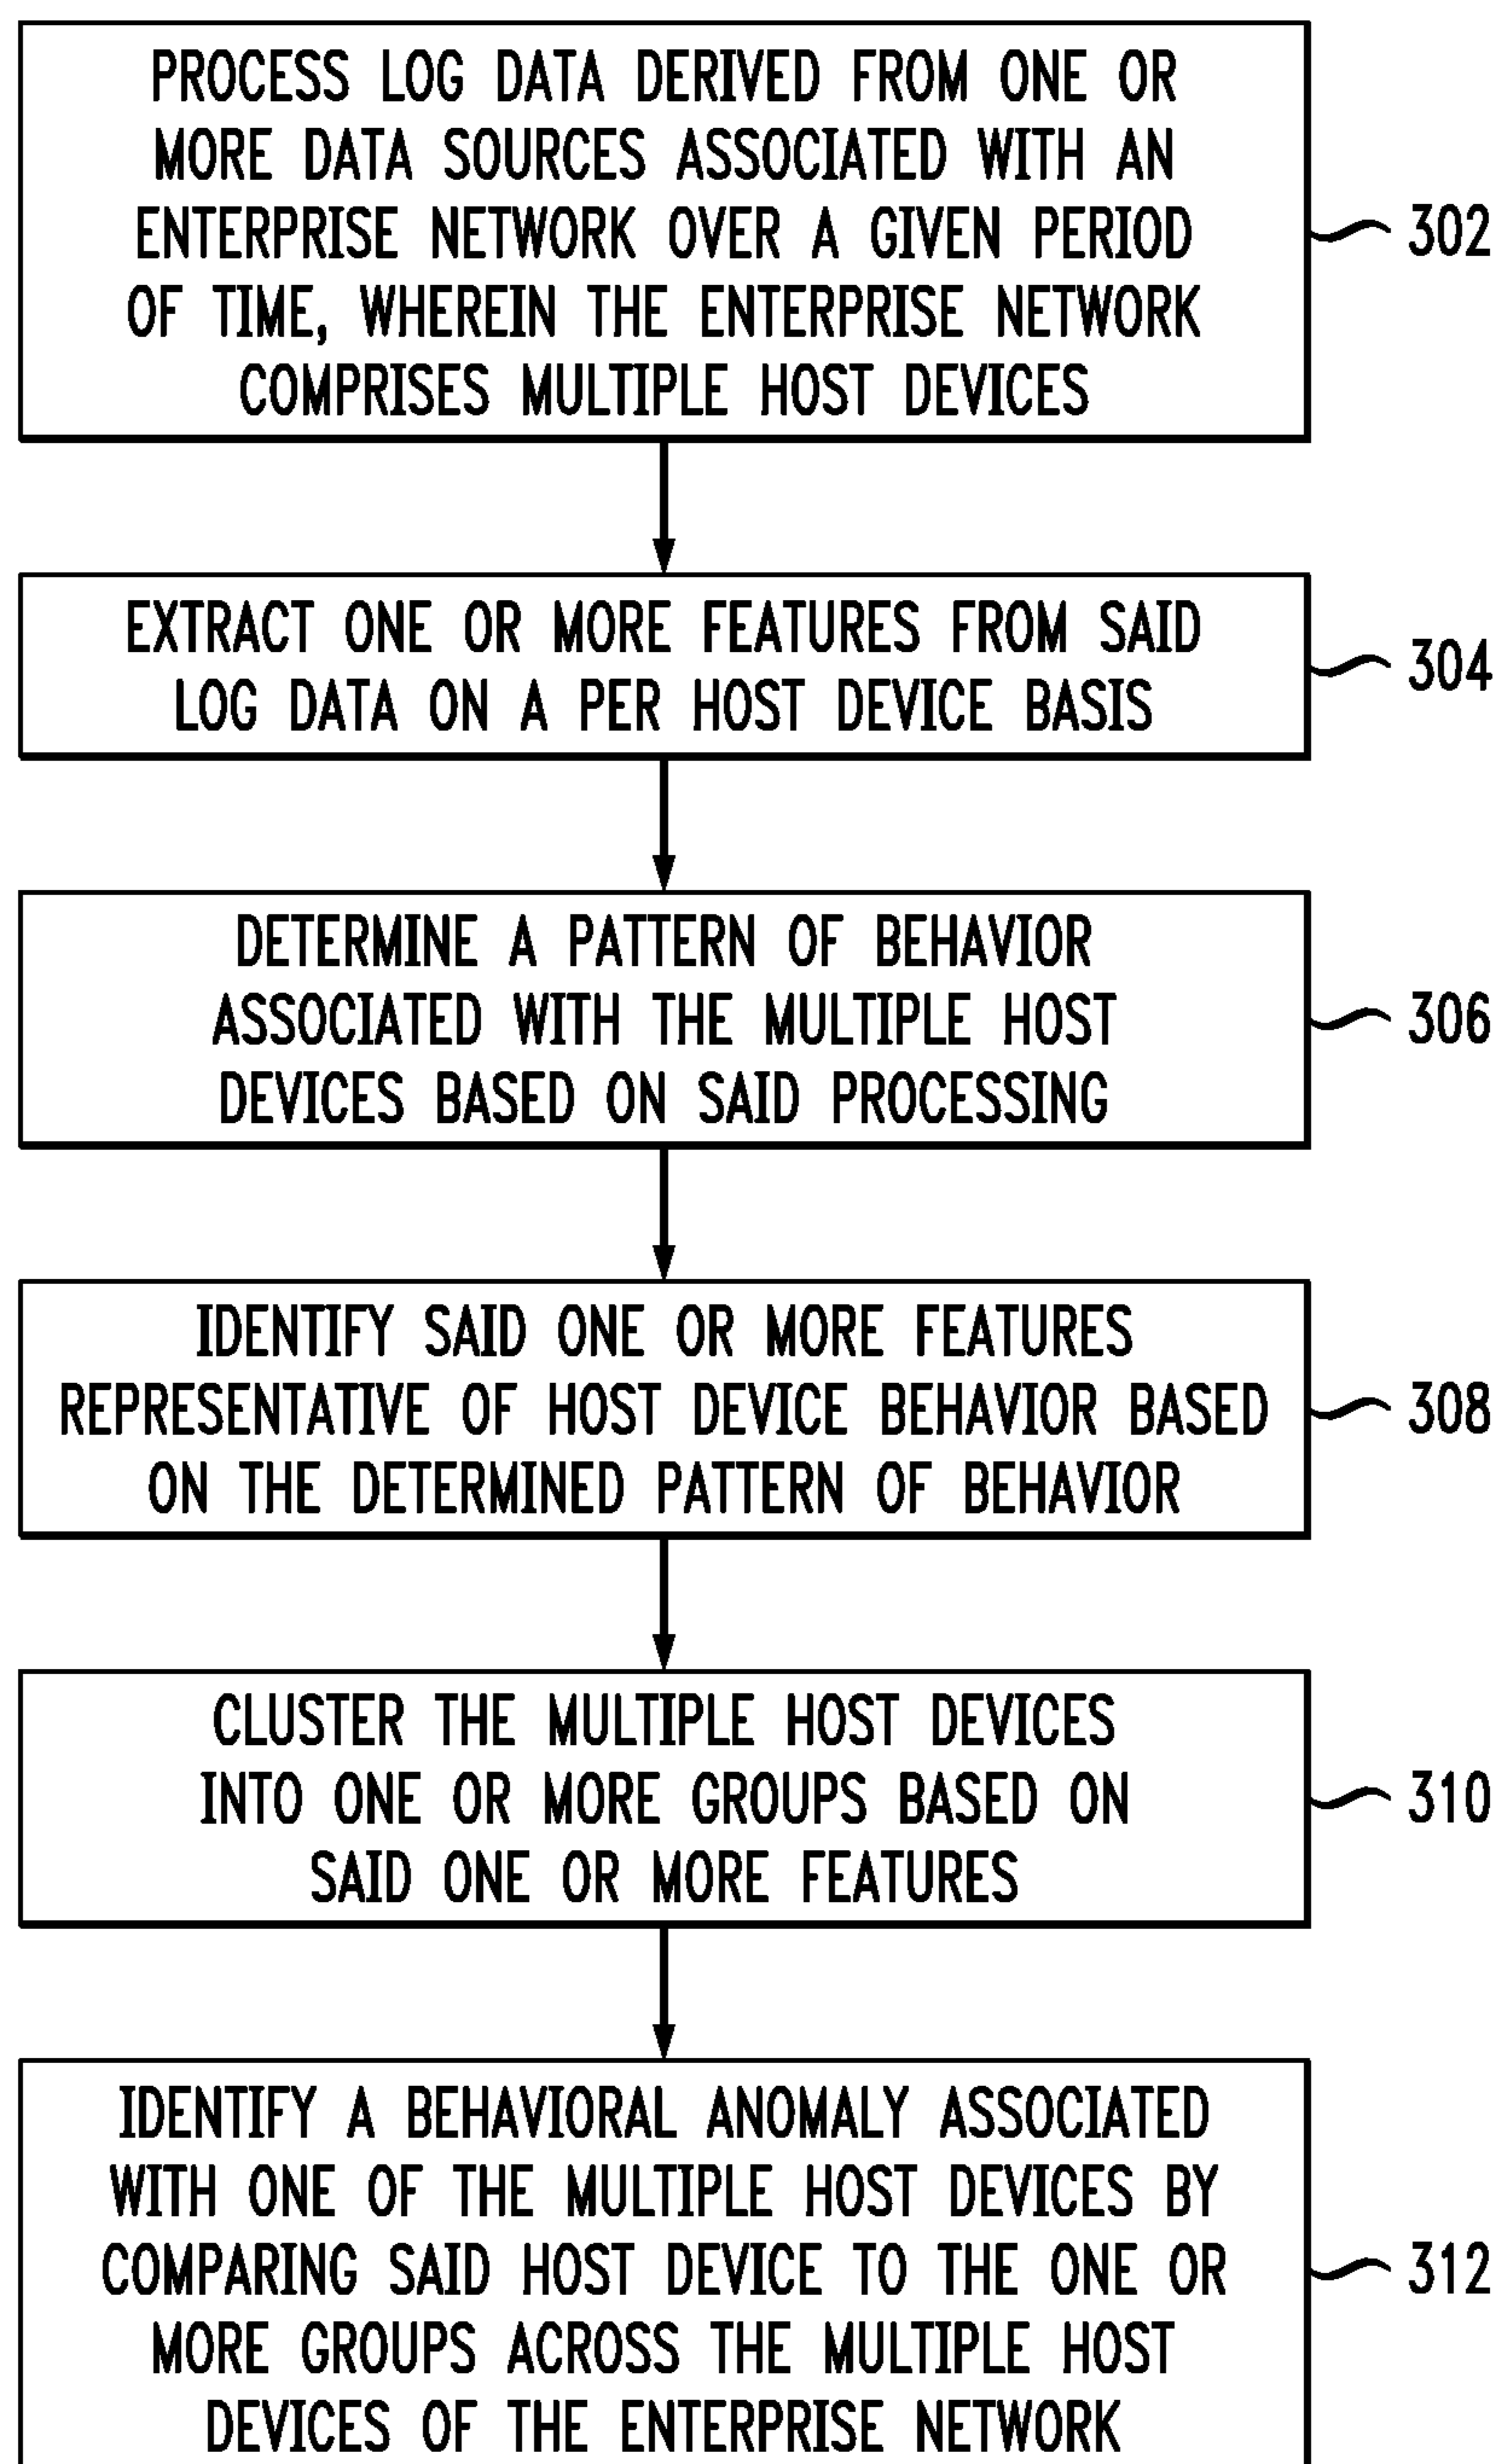 PROCESS LOG DATA DERIVED FROM ONE OR
MORE DATA SOURCES ASSOCIATED WITH AN
ENTERPRISE NETWORK OVER A GIVEN PERIOD
OF TIME, WHEREIN THE ENTERPRISE NETWORK
COMPRISES MULTIPLE HOST DEVICES
302
EXTRACT ONE OR MORE FEATURES FROM SAID
LOG DATA ON A PER HOST DEVICE BASIS
304
DETERMINE A PATTERN OF BEHAVIOR
ASSOCIATED WITH THE MULTIPLE HOST
DEVICES BASED ON SAID PROCESSING
306
IDENTIFY SAID ONE OR MORE FEATURES
REPRESENTATIVE OF HOST DEVICE BEHAVIOR BASED
ON THE DETERMINED PATTERN OF BEHAVIOR
308
CLUSTER THE MULTIPLE HOST DEVICES
INTO ONE OR MORE GROUPS BASED ON
SAID ONE OR MORE FEATURES
310
IDENTIFY A BEHAVIORAL ANOMALY ASSOCIATED
WITH ONE OF THE MULTIPLE HOST DEVICES BY
COMPARING SAID HOST DEVICE TO THE ONE OR
MORE GROUPS ACROSS THE MULTIPLE HOST
DEVICES OF THE ENTERPRISE NETWORK
312